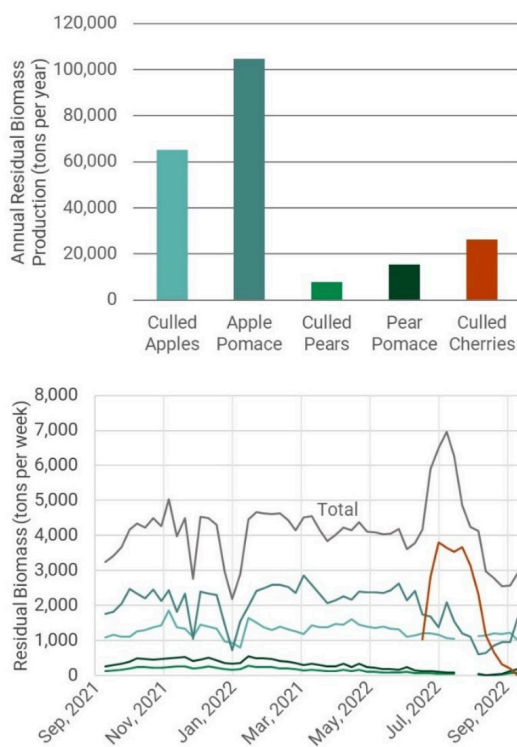 120,000
100,000
80,000
60,000
40,000
20,000
0
Annual Residual Biomass
Production (tons per year)
Culled
Apples
Apple
Pomace
Culled
Pears
Pear
Pomace
Culled
Cherries
8,000
7,000
6,000
5,000
4,000
3,000
2,000
1,000
0
Residual Biomass (tons per week)
Total
Sep, 2021
Nov, 2021
Jan, 2022
Mar, 2021
May, 2022
Jul, 2022
Sep, 2022